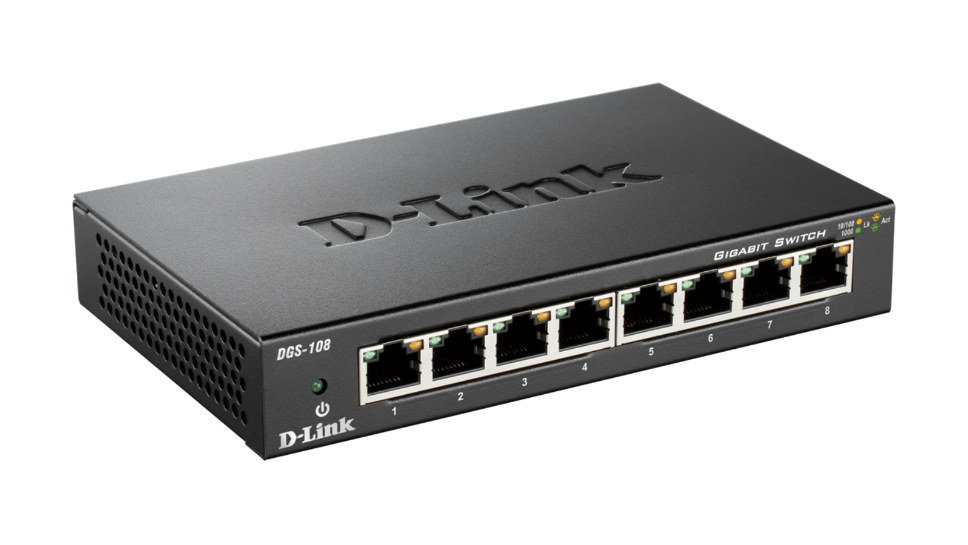 D-Link
GIGABIT SWITCH
10/100
1000
Lk
Act
DGS-108
1 2 3 4 5 6 7 8
D-Link